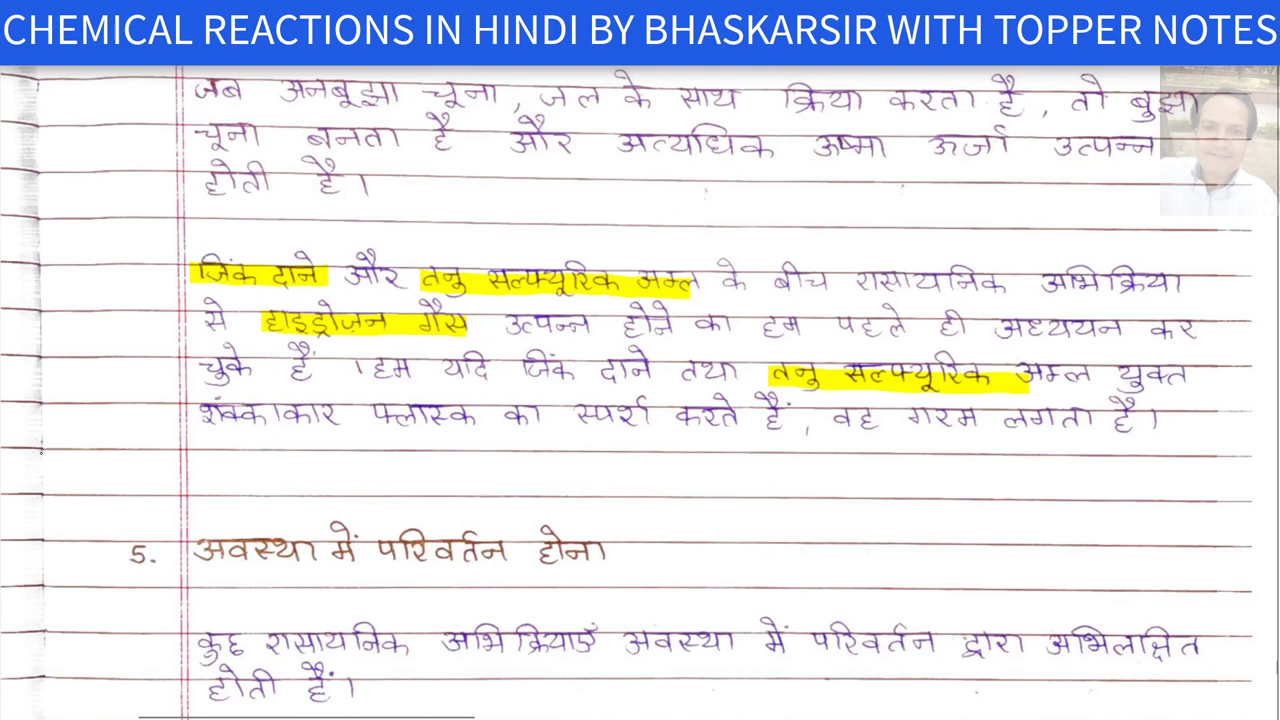 CHEMICAL REACTIONS IN HINDI BY BHASKARSIR WITH TOPPER NOTES
जब अनबूझा चूना, जल के साथ क्रिया करता है, तो बुझा
चूना बनता है और अत्यधिक ऊष्मा ऊर्जा उत्पन्न
होती है।
जिंक दाने और तनु सल्फ्यूरिक अम्ल के बीच रासायनिक अभिक्रिया
से हाइड्रोजन गैस उत्पन्न होने का हम पहले ही अध्ययन कर
चुके हैं । हम यदि जिंक दाने तथा तनु सल्फ्यूरिक अम्ल युक्त
शंक्काकार फ्लास्क का स्पर्श करते हैं, वह गरम लगता है।
5. अवस्था में परिवर्तन होना
कुछ रासायनिक अभिक्रियाएँ अवस्था में परिवर्तन द्वारा अभिलक्षित
होती हैं।